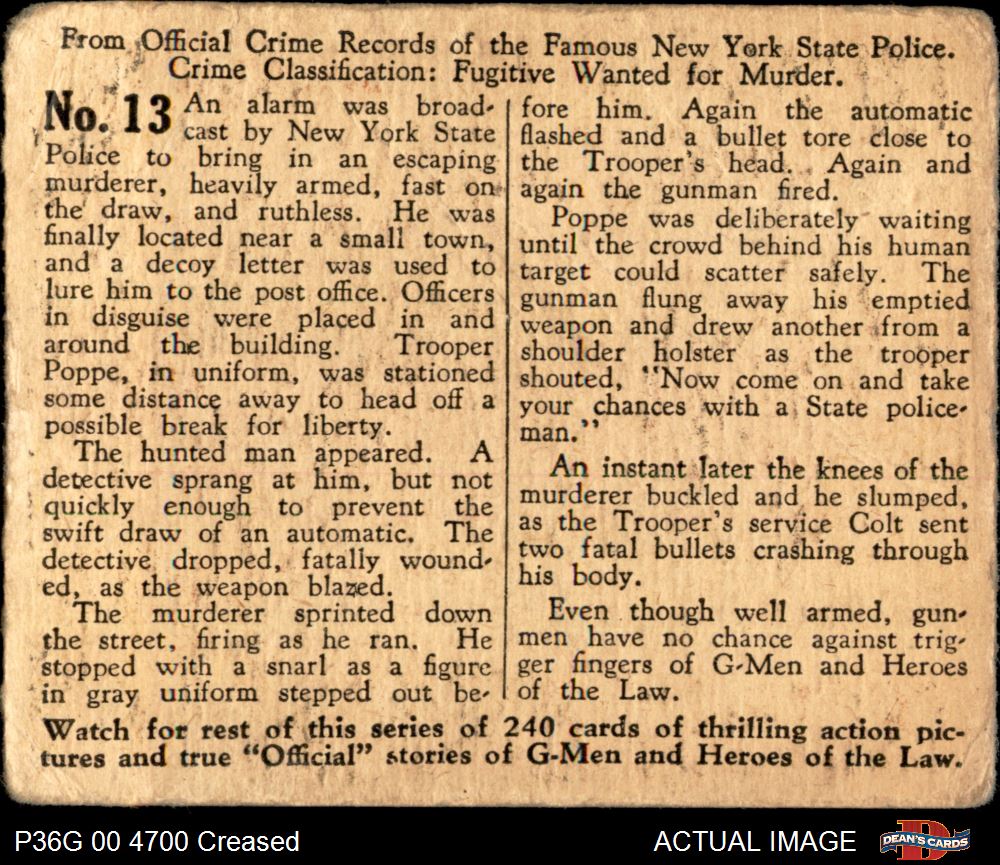 From Official Crime Records of the Famous New York State Police.
Crime Classification: Fugitive Wanted for Murder.
No. 13 An alarm was broad-
cast by New York State
Police to bring in an escaping
murderer, heavily armed, fast on
the draw, and ruthless. He was
finally located near a small town,
and a decoy letter was used to
lure him to the post office. Officers
in disguise were placed in and
around the building. Trooper
Poppe, in uniform, was stationed
some distance away to head off a
possible break for liberty.
The hunted man appeared. A
detective sprang at him, but not
quickly enough to prevent the
swift draw of an automatic. The
detective dropped, fatally wound-
ed, as the weapon blazed.
The murderer sprinted down
the street, firing as he ran. He
stopped with a snarl as a figure
in gray uniform stepped out be-
fore him. Again the automatic
flashed and a bullet tore close to
the Trooper's head. Again and
again the gunman fired.
Poppe was deliberately waiting
until the crowd behind his human
target could scatter safely. The
gunman flung away his emptied
weapon and drew another from a
shoulder holster as the trooper
shouted, "Now come on and take
your chances with a State police-
man."
An instant later the knees of the
murderer buckled and he slumped,
as the Trooper's service Colt sent
two fatal bullets crashing through
his body.
Even though well armed, gun-
men have no chance against trig-
ger fingers of G-Men and Heroes
of the Law.
Watch for rest of this series of 240 cards of thrilling action pic-
tures and true "Official" stories of G-Men and Heroes of the Law.
P36G 00 4700 Creased
ACTUAL IMAGE
DEAN'S CARDS